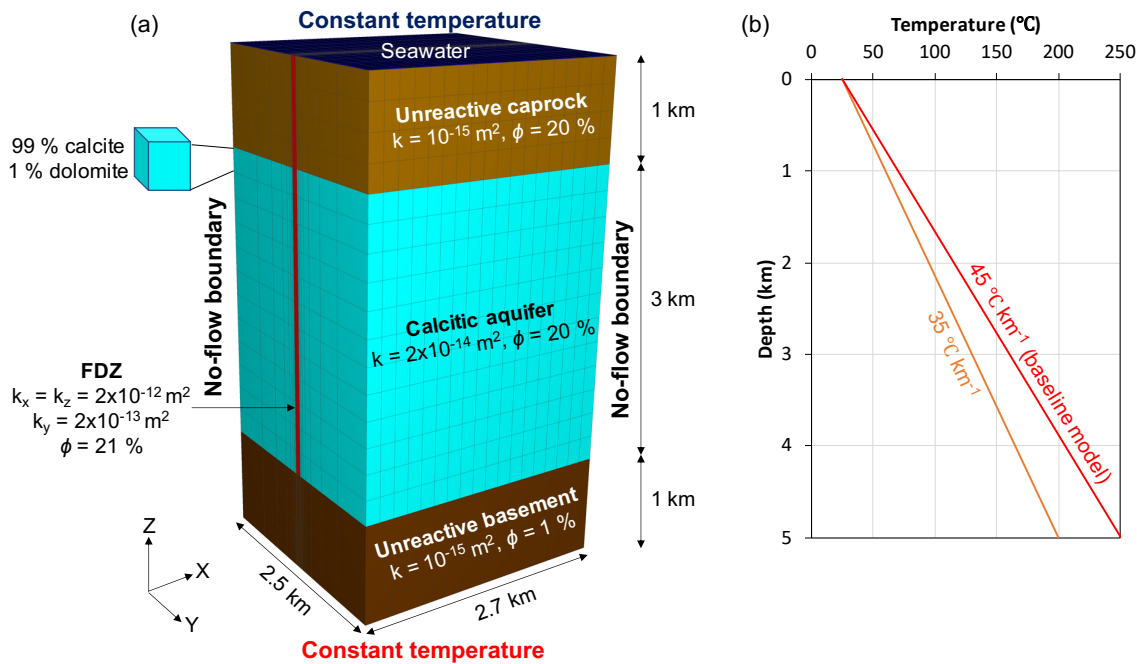 (a)
Constant temperature
Seawater
Unreactive caprock
k = 10⁻¹⁵ m², ϕ = 20 %
1 km
99 % calcite
1 % dolomite
No-flow boundary
Calcitic aquifer
k = 2x10⁻¹⁴ m², ϕ = 20 %
No-flow boundary
3 km
FDZ
kₓ = k_z = 2x10⁻¹² m²
k_y = 2x10⁻¹³ m²
ϕ = 21 %
Unreactive basement
k = 10⁻¹⁵ m², ϕ = 1 %
1 km
Z
X
Y
2.5 km
2.7 km
Constant temperature
(b)
Temperature (℃)
0 50 100 150 200 250
Depth (km)
0
1
2
3
4
5
45 ℃ km⁻¹ (baseline model)
35 ℃ km⁻¹